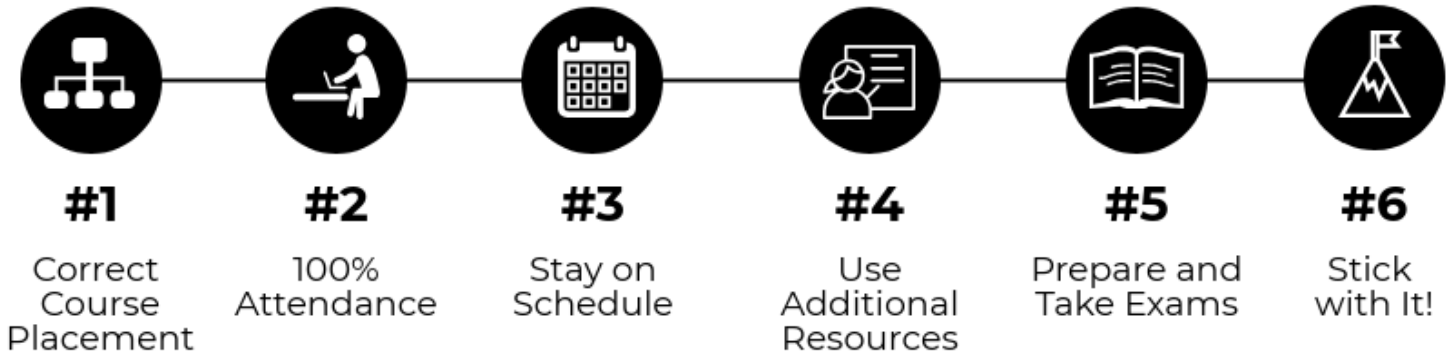 #1
Correct
Course
Placement
#2
100%
Attendance
#3
Stay on
Schedule
#4
Use
Additional
Resources
#5
Prepare and
Take Exams
#6
Stick
with It!